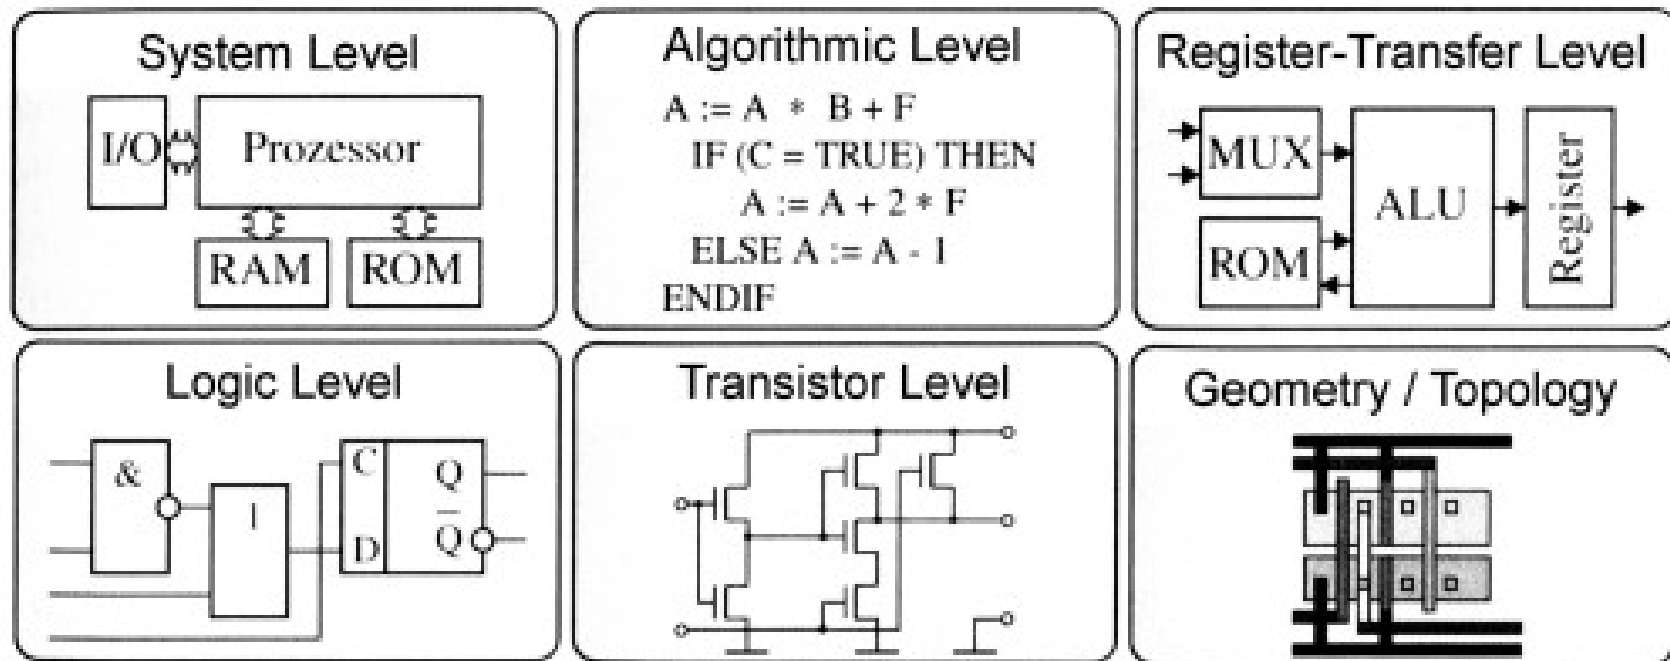 System Level
I/O
Prozessor
RAM
ROM
Algorithmic Level
A := A * B + F
IF (C = TRUE) THEN
A := A + 2 * F
ELSE A := A - 1
ENDIF
Register-Transfer Level
MUX
ROM
ALU
Register
Logic Level
&
1
C
D
Q
Q̅
Transistor Level
Geometry / Topology